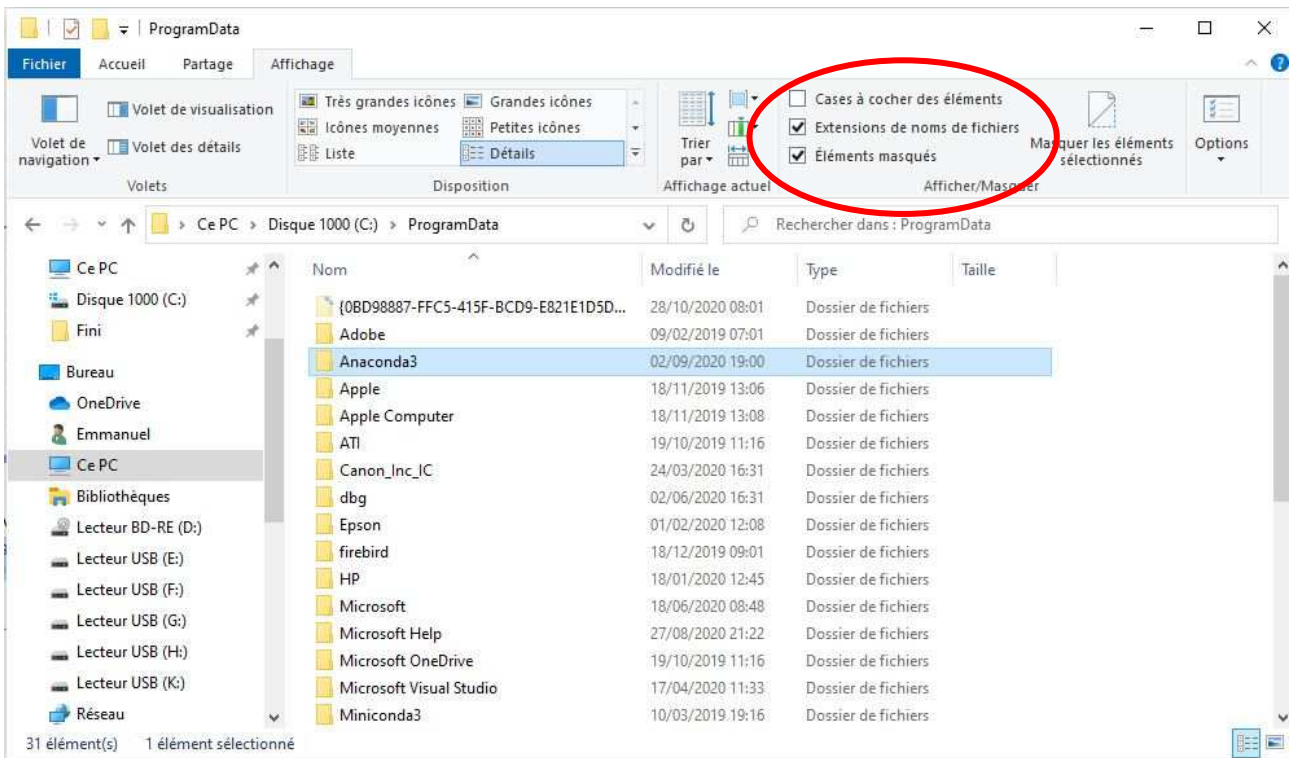 ProgramData
Fichier Accueil Partage Affichage
Volet de navigation
Volet de visualisation
Volet des détails
Volets
Très grandes icônes Grandes icônes
Icônes moyennes Petites icônes
Liste Détails
Disposition
Trier par
Affichage actuel
Cases à cocher des éléments
Extensions de noms de fichiers
Éléments masqués
Masquer les éléments sélectionnés
Afficher/Masquer
Options
Ce PC > Disque 1000 (C:) > ProgramData
Rechercher dans : ProgramData
Ce PC
Disque 1000 (C:)
Fini
Bureau
OneDrive
Emmanuel
Ce PC
Bibliothèques
Lecteur BD-RE (D:)
Lecteur USB (E:)
Lecteur USB (F:)
Lecteur USB (G:)
Lecteur USB (H:)
Lecteur USB (K:)
Réseau
Nom Modifié le Type Taille
{0BD98887-FFC5-415F-BCD9-E821E1D5D... 28/10/2020 08:01 Dossier de fichiers
Adobe 09/02/2019 07:01 Dossier de fichiers
Anaconda3 02/09/2020 19:00 Dossier de fichiers
Apple 18/11/2019 13:06 Dossier de fichiers
Apple Computer 18/11/2019 13:08 Dossier de fichiers
ATI 19/10/2019 11:16 Dossier de fichiers
Canon_Inc_IC 24/03/2020 16:31 Dossier de fichiers
dbg 02/06/2020 16:31 Dossier de fichiers
Epson 01/02/2020 12:08 Dossier de fichiers
firebird 18/12/2019 09:01 Dossier de fichiers
HP 18/01/2020 12:45 Dossier de fichiers
Microsoft 18/06/2020 08:48 Dossier de fichiers
Microsoft Help 27/08/2020 21:22 Dossier de fichiers
Microsoft OneDrive 19/10/2019 11:16 Dossier de fichiers
Microsoft Visual Studio 17/04/2020 11:33 Dossier de fichiers
Miniconda3 10/03/2019 19:16 Dossier de fichiers
31 élément(s) 1 élément sélectionné